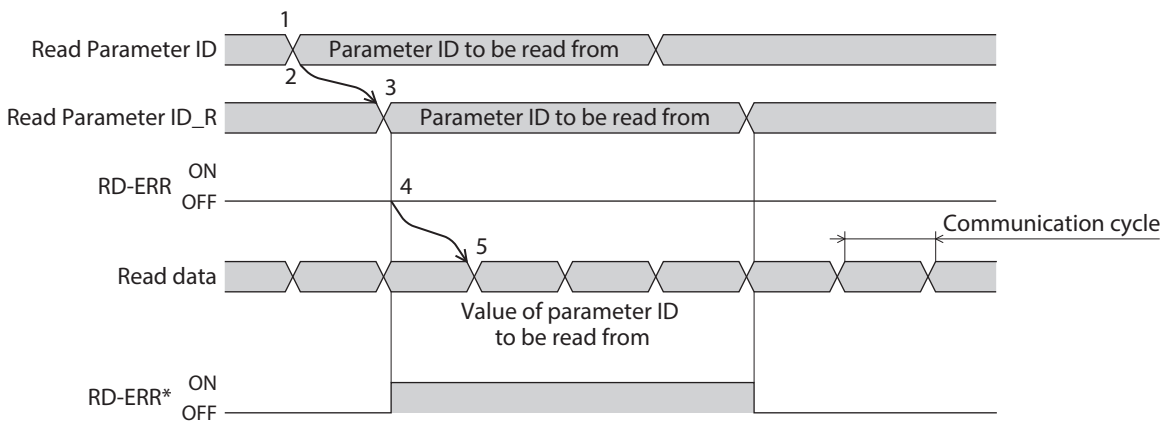 1
Read Parameter ID
Parameter ID to be read from
2
3
Read Parameter ID_R
Parameter ID to be read from
ON
RD-ERR
OFF
4
Communication cycle
5
Read data
Value of parameter ID
to be read from
ON
RD-ERR*
OFF